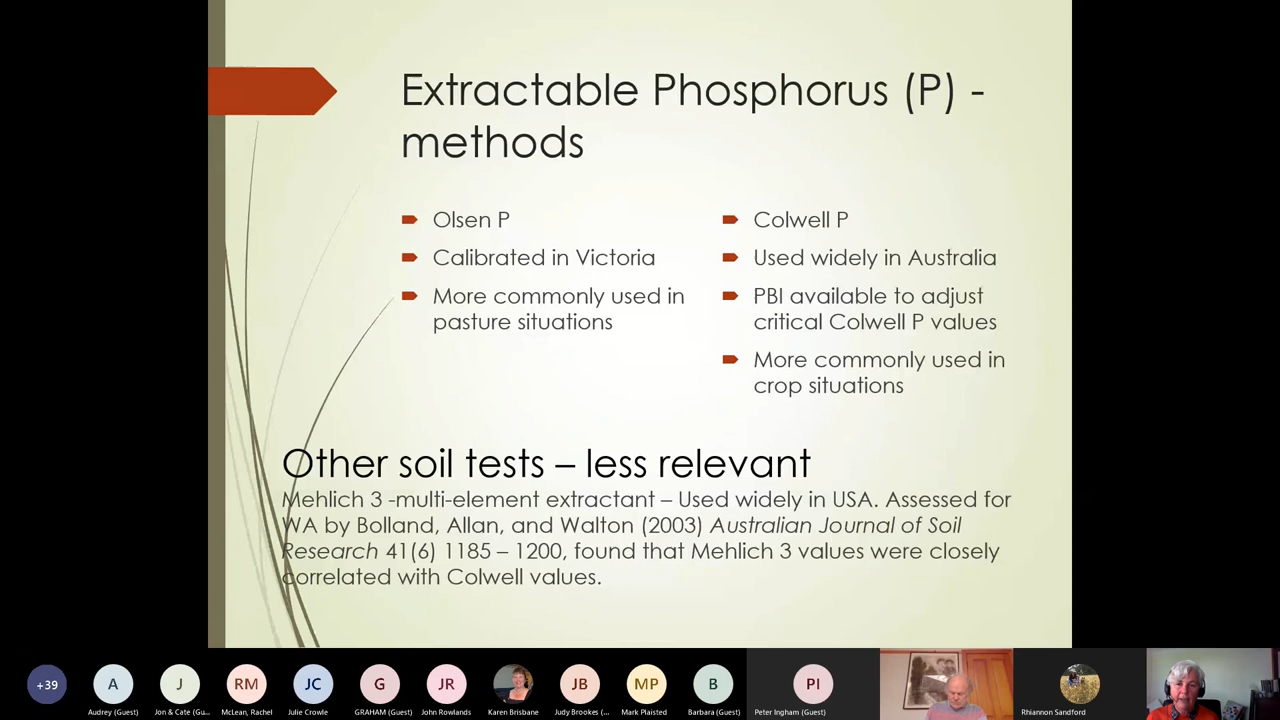 Extractable Phosphorus (P) -
methods
Olsen P
Calibrated in Victoria
More commonly used in
pasture situations
Colwell P
Used widely in Australia
PBI available to adjust
critical Colwell P values
More commonly used in
crop situations
Other soil tests – less relevant
Mehlich 3 -multi-element extractant – Used widely in USA. Assessed for
WA by Bolland, Allan, and Walton (2003) Australian Journal of Soil
Research 41(6) 1185 – 1200, found that Mehlich 3 values were closely
correlated with Colwell values.
+39
A
J
RM
JC
G
JR
JB
MP
B
PI
Audrey (Guest)
Jon & Cate (Gu...
McLean, Rachel
Julie Crowle
GRAHAM (Guest)
John Rowlands
Karen Brisbane
Judy Brookes (...
Mark Plaisted
Barbara (Guest)
Peter Ingham (Guest)
Rhiannon Sandford